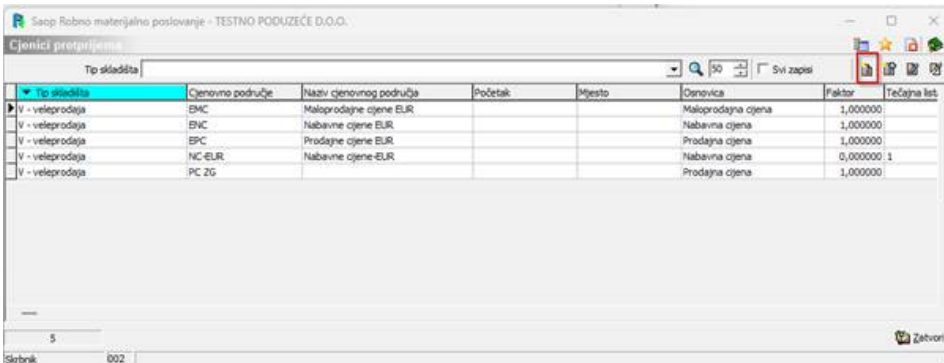 Saop Robno materijalno poslovanje - TESTNO PODUZEĆE D.O.O.
Cjenici pretprijema
Tip skladišta 50 Svi zapisi
Tip skladišta Cjenovno područje Naziv cjenovnog područja Početak Mjesto Osnovica Faktor Tečajna lista
V - veleprodaja EMC Maloprodajne cijene EUR Maloprodajna cijena 1,000000
V - veleprodaja ENC Nabavne cijene EUR Nabavna cijena 1,000000
V - veleprodaja EPC Prodajne cijene EUR Prodajna cijena 1,000000
V - veleprodaja NC-EUR Nabavne cijene-EUR Nabavna cijena 0,000000 1
V - veleprodaja PC ZG Prodajna cijena 1,000000
5 Zatvori
Skrbnik 002